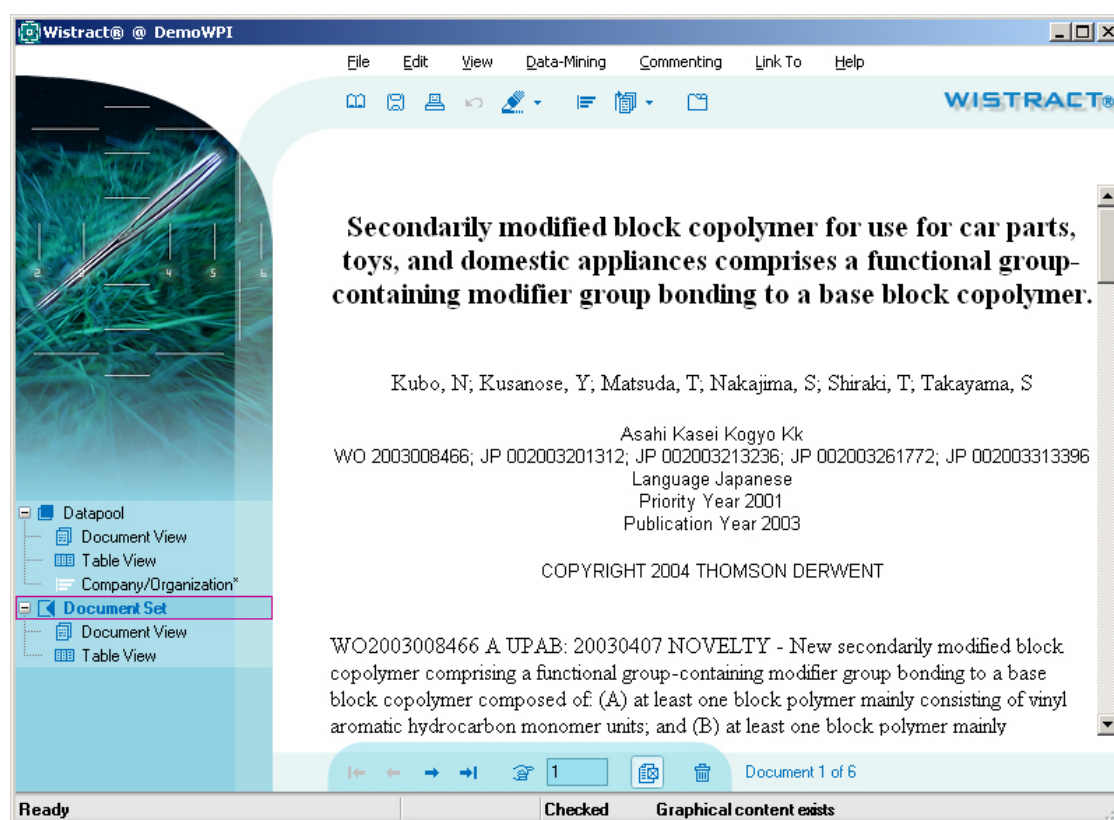 Wistract® @ DemoWPI
File Edit View Data-Mining Commenting Link To Help
WISTRACT®
2 3 4 5 6
Secondarily modified block copolymer for use for car parts,
toys, and domestic appliances comprises a functional group-
containing modifier group bonding to a base block copolymer.
Kubo, N; Kusanose, Y; Matsuda, T; Nakajima, S; Shiraki, T; Takayama, S
Asahi Kasei Kogyo Kk
WO 2003008466; JP 002003201312; JP 002003213236; JP 002003261772; JP 002003313396
Language Japanese
Priority Year 2001
Publication Year 2003
COPYRIGHT 2004 THOMSON DERWENT
WO2003008466 A UPAB: 20030407 NOVELTY - New secondarily modified block
copolymer comprising a functional group-containing modifier group bonding to a base
block copolymer composed of: (A) at least one block polymer mainly consisting of vinyl
aromatic hydrocarbon monomer units; and (B) at least one block polymer mainly
Datapool
Document View
Table View
Company/Organization*
Document Set
Document View
Table View
1
Document 1 of 6
Ready Checked Graphical content exists